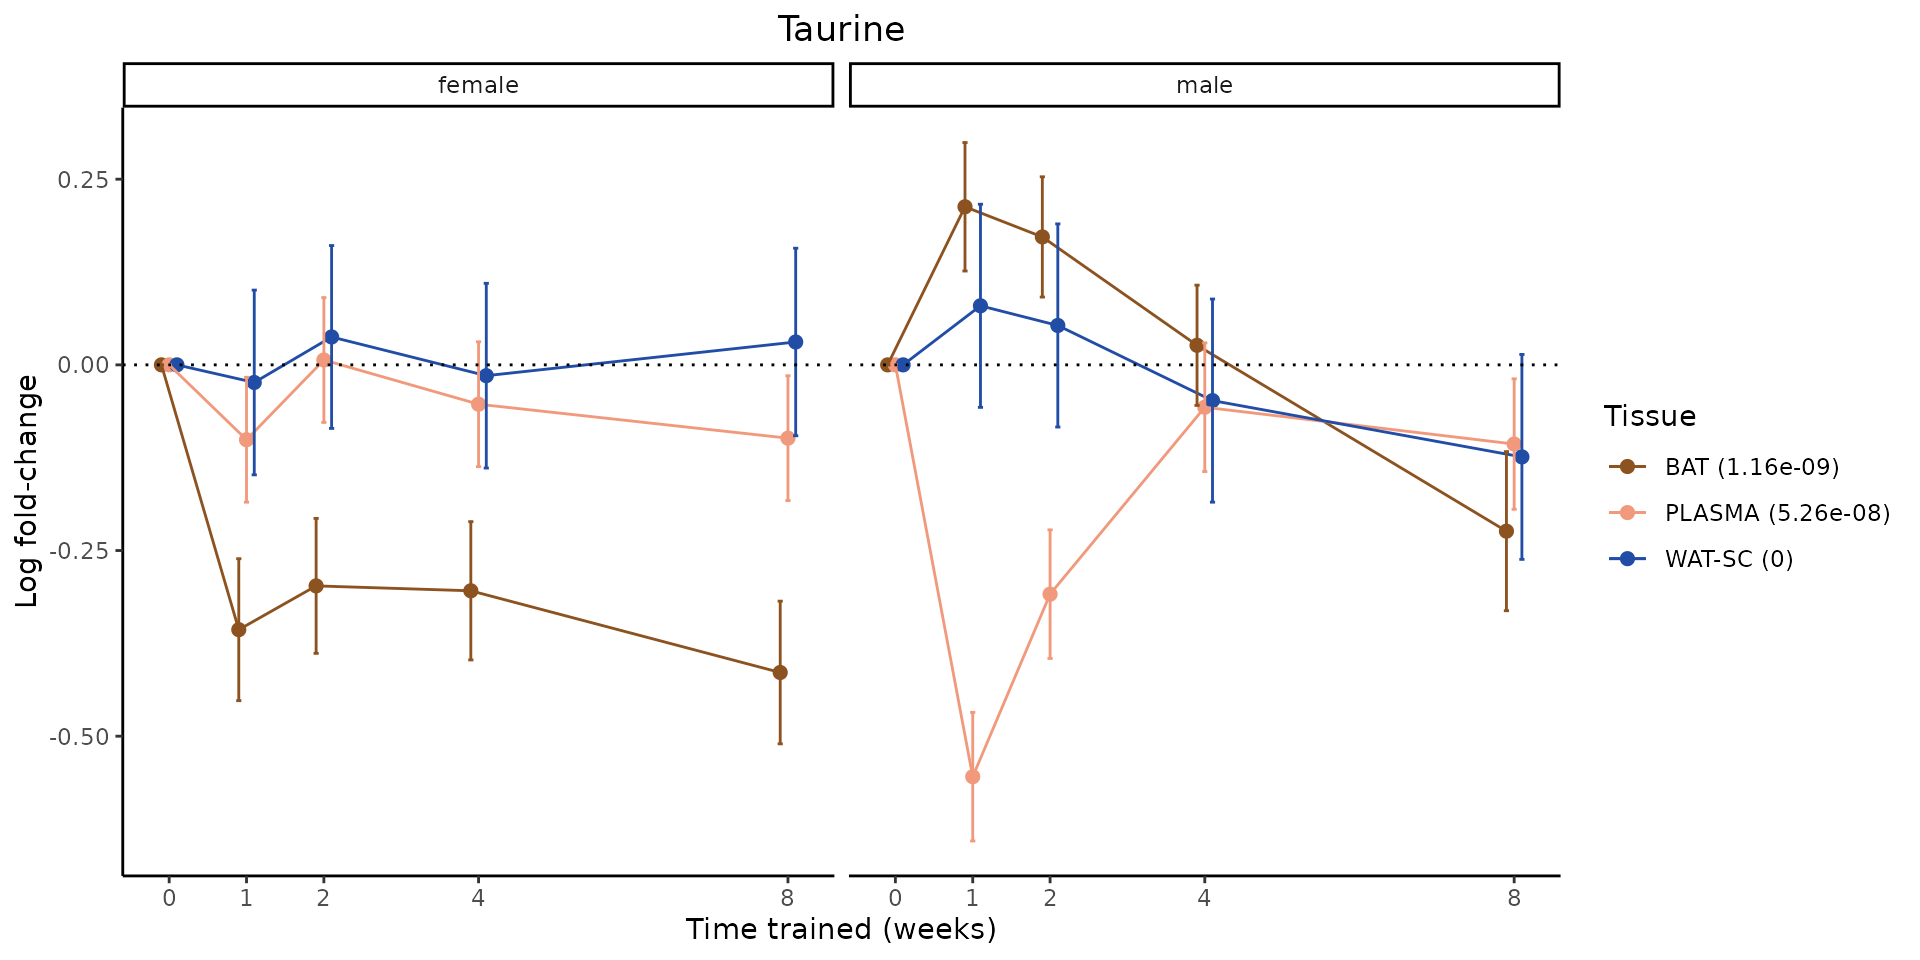 Taurine
female
male
0.25
0.00
-0.25
-0.50
Log fold-change
0 1 2 4 8
0 1 2 4 8
Time trained (weeks)
Tissue
BAT (1.16e-09)
PLASMA (5.26e-08)
WAT-SC (0)